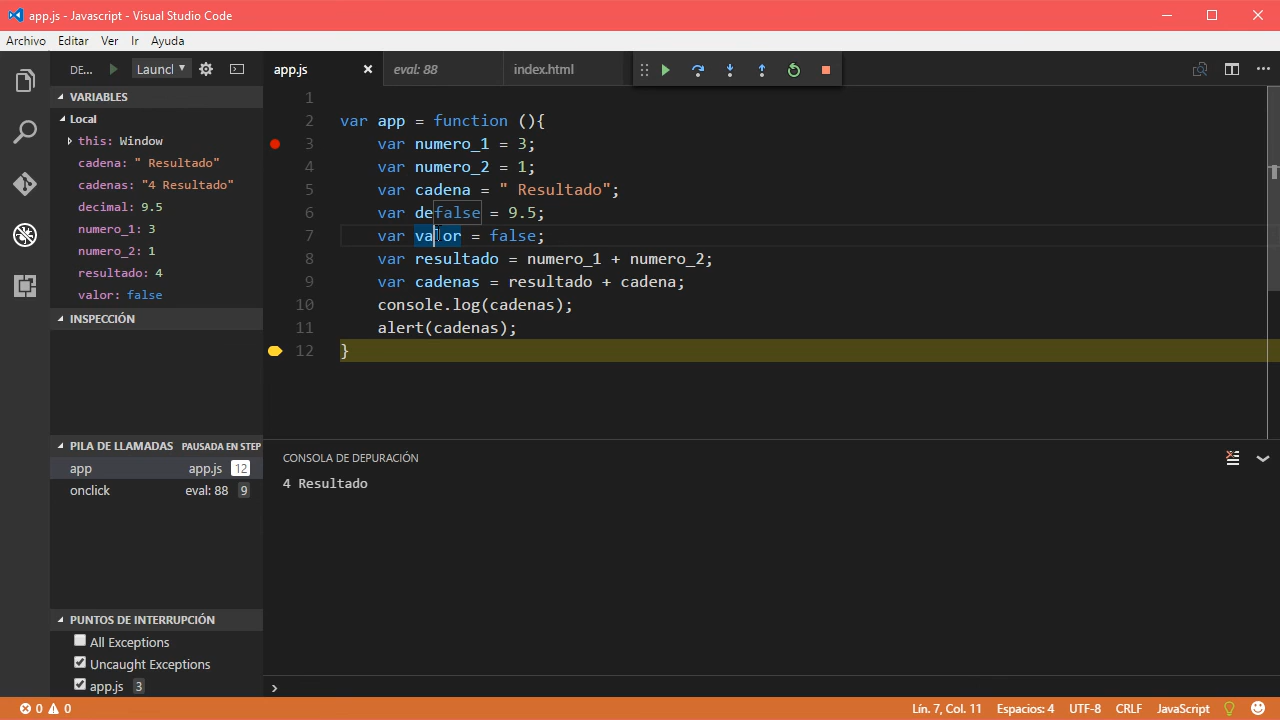 app.js - Javascript - Visual Studio Code
Archivo Editar Ver Ir Ayuda
DE... Launcl
app.js eval: 88 index.html
VARIABLES
Local
this: Window
cadena: " Resultado"
cadenas: "4 Resultado"
decimal: 9.5
numero_1: 3
numero_2: 1
resultado: 4
valor: false
INSPECCIÓN
PILA DE LLAMADAS PAUSADA EN STEP
app app.js 12
onclick eval: 88 9
PUNTOS DE INTERRUPCIÓN
All Exceptions
Uncaught Exceptions
app.js 3
1
2 var app = function (){
3 var numero_1 = 3;
4 var numero_2 = 1;
5 var cadena = " Resultado";
6 var defalse = 9.5;
7 var valor = false;
8 var resultado = numero_1 + numero_2;
9 var cadenas = resultado + cadena;
10 console.log(cadenas);
11 alert(cadenas);
12 }
CONSOLA DE DEPURACIÓN
4 Resultado
0 0
Lín. 7, Col. 11 Espacios: 4 UTF-8 CRLF JavaScript